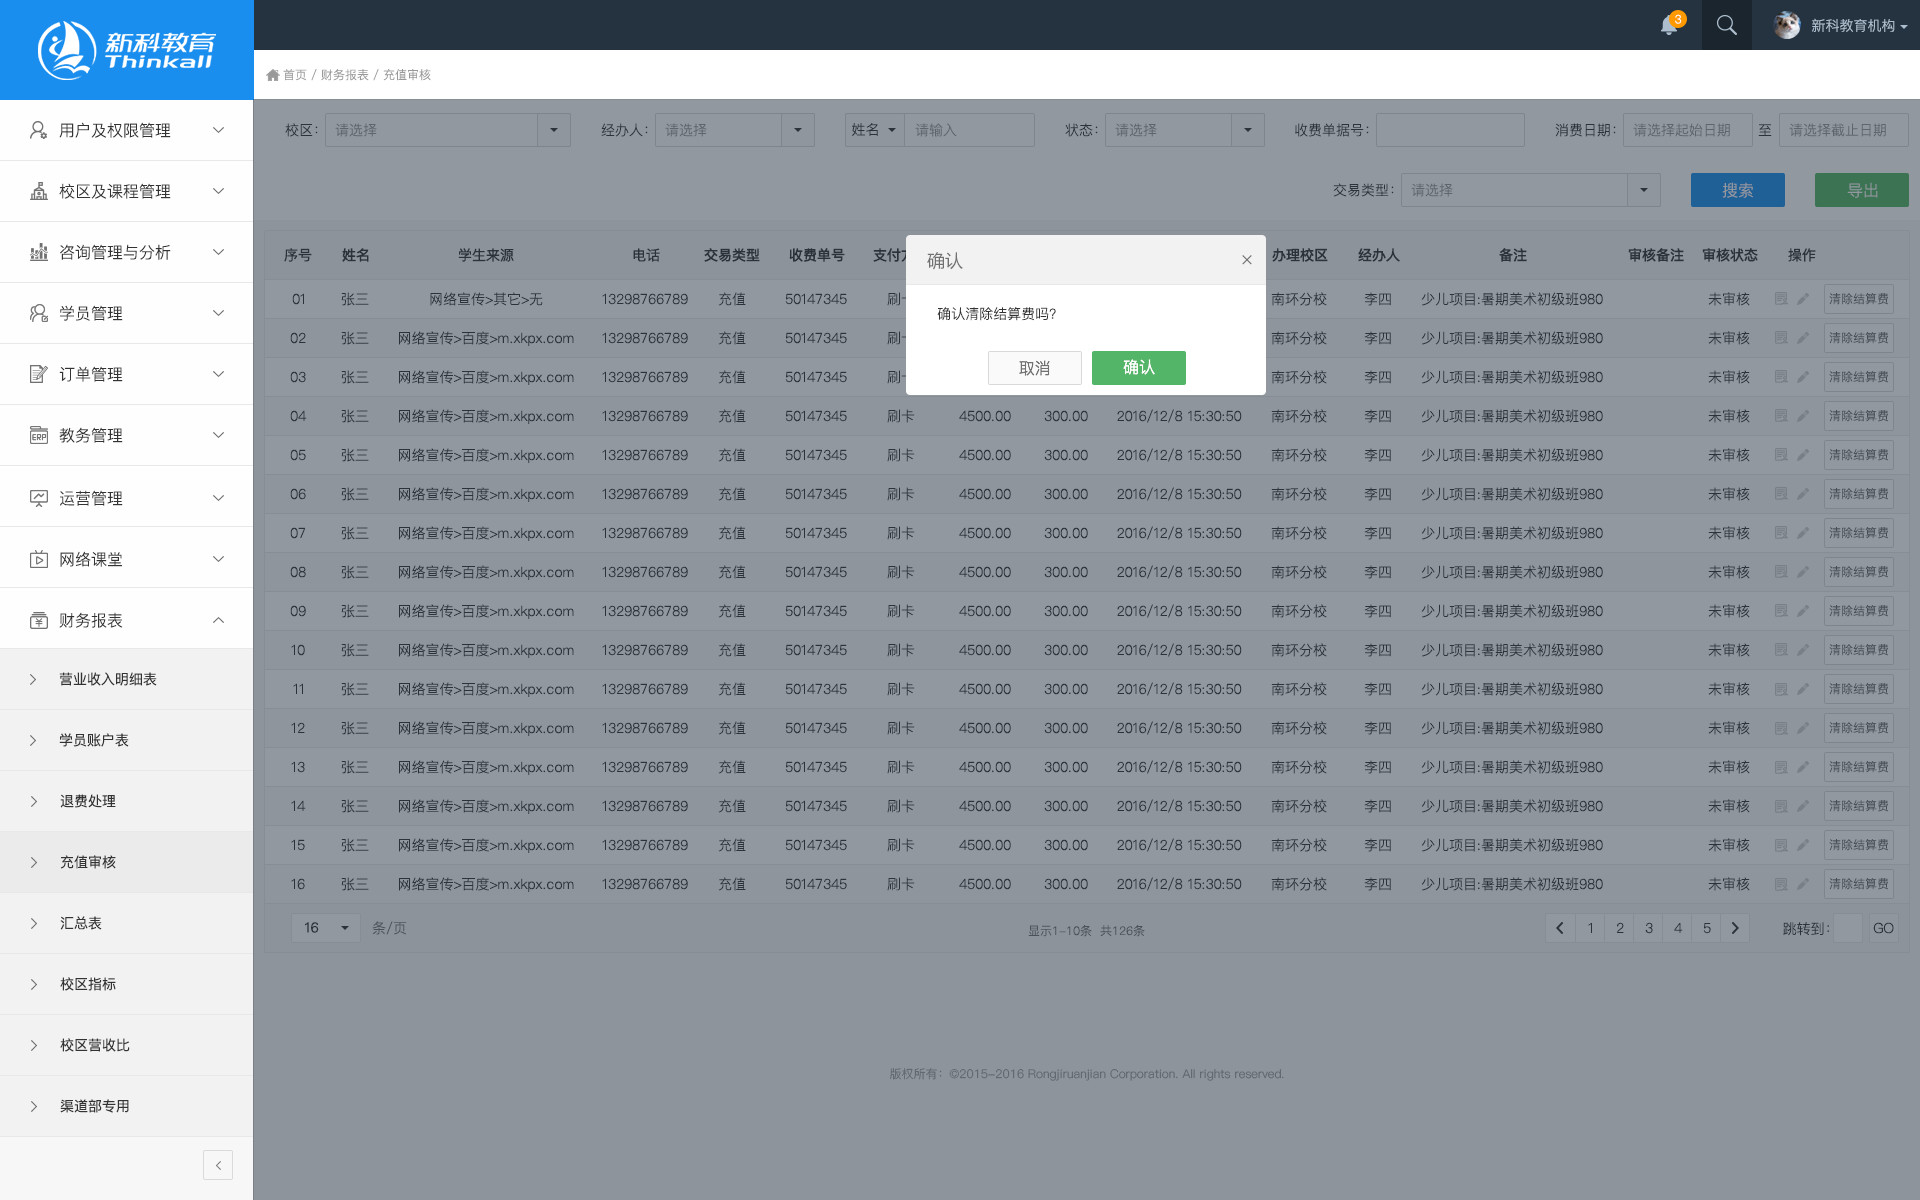 新科教育
Thinkall
3
新科教育机构
首页 / 财务报表 / 充值审核
用户及权限管理
校区及课程管理
咨询管理与分析
学员管理
订单管理
教务管理
运营管理
网络课堂
财务报表
营业收入明细表
学员账户表
退费处理
充值审核
汇总表
校区指标
校区营收比
渠道部专用
校区: 请选择 经办人: 请选择 姓名 请输入 状态: 请选择 收费单据号: 消费日期: 请选择起始日期 至 请选择截止日期
交易类型: 请选择 搜索 导出
序号 姓名 学生来源 电话 交易类型 收费单号 支付 办理校区 经办人 备注 审核备注 审核状态 操作
01 张三 网络宣传>其它>无 13298766789 充值 50147345 刷 南环分校 李四 少儿项目:暑期美术初级班980 未审核 清除结算费
02 张三 网络宣传>百度>m.xkpx.com 13298766789 充值 50147345 刷 南环分校 李四 少儿项目:暑期美术初级班980 未审核 清除结算费
03 张三 网络宣传>百度>m.xkpx.com 13298766789 充值 50147345 刷 南环分校 李四 少儿项目:暑期美术初级班980 未审核 清除结算费
04 张三 网络宣传>百度>m.xkpx.com 13298766789 充值 50147345 刷卡 4500.00 300.00 2016/12/8 15:30:50 南环分校 李四 少儿项目:暑期美术初级班980 未审核 清除结算费
05 张三 网络宣传>百度>m.xkpx.com 13298766789 充值 50147345 刷卡 4500.00 300.00 2016/12/8 15:30:50 南环分校 李四 少儿项目:暑期美术初级班980 未审核 清除结算费
06 张三 网络宣传>百度>m.xkpx.com 13298766789 充值 50147345 刷卡 4500.00 300.00 2016/12/8 15:30:50 南环分校 李四 少儿项目:暑期美术初级班980 未审核 清除结算费
07 张三 网络宣传>百度>m.xkpx.com 13298766789 充值 50147345 刷卡 4500.00 300.00 2016/12/8 15:30:50 南环分校 李四 少儿项目:暑期美术初级班980 未审核 清除结算费
08 张三 网络宣传>百度>m.xkpx.com 13298766789 充值 50147345 刷卡 4500.00 300.00 2016/12/8 15:30:50 南环分校 李四 少儿项目:暑期美术初级班980 未审核 清除结算费
09 张三 网络宣传>百度>m.xkpx.com 13298766789 充值 50147345 刷卡 4500.00 300.00 2016/12/8 15:30:50 南环分校 李四 少儿项目:暑期美术初级班980 未审核 清除结算费
10 张三 网络宣传>百度>m.xkpx.com 13298766789 充值 50147345 刷卡 4500.00 300.00 2016/12/8 15:30:50 南环分校 李四 少儿项目:暑期美术初级班980 未审核 清除结算费
11 张三 网络宣传>百度>m.xkpx.com 13298766789 充值 50147345 刷卡 4500.00 300.00 2016/12/8 15:30:50 南环分校 李四 少儿项目:暑期美术初级班980 未审核 清除结算费
12 张三 网络宣传>百度>m.xkpx.com 13298766789 充值 50147345 刷卡 4500.00 300.00 2016/12/8 15:30:50 南环分校 李四 少儿项目:暑期美术初级班980 未审核 清除结算费
13 张三 网络宣传>百度>m.xkpx.com 13298766789 充值 50147345 刷卡 4500.00 300.00 2016/12/8 15:30:50 南环分校 李四 少儿项目:暑期美术初级班980 未审核 清除结算费
14 张三 网络宣传>百度>m.xkpx.com 13298766789 充值 50147345 刷卡 4500.00 300.00 2016/12/8 15:30:50 南环分校 李四 少儿项目:暑期美术初级班980 未审核 清除结算费
15 张三 网络宣传>百度>m.xkpx.com 13298766789 充值 50147345 刷卡 4500.00 300.00 2016/12/8 15:30:50 南环分校 李四 少儿项目:暑期美术初级班980 未审核 清除结算费
16 张三 网络宣传>百度>m.xkpx.com 13298766789 充值 50147345 刷卡 4500.00 300.00 2016/12/8 15:30:50 南环分校 李四 少儿项目:暑期美术初级班980 未审核 清除结算费
确认
确认清除结算费吗?
取消 确认
16 条/页 显示1-10条 共126条 1 2 3 4 5 跳转到: GO
版权所有: ©2015-2016 Rongjiruanjian Corporation. All rights reserved.